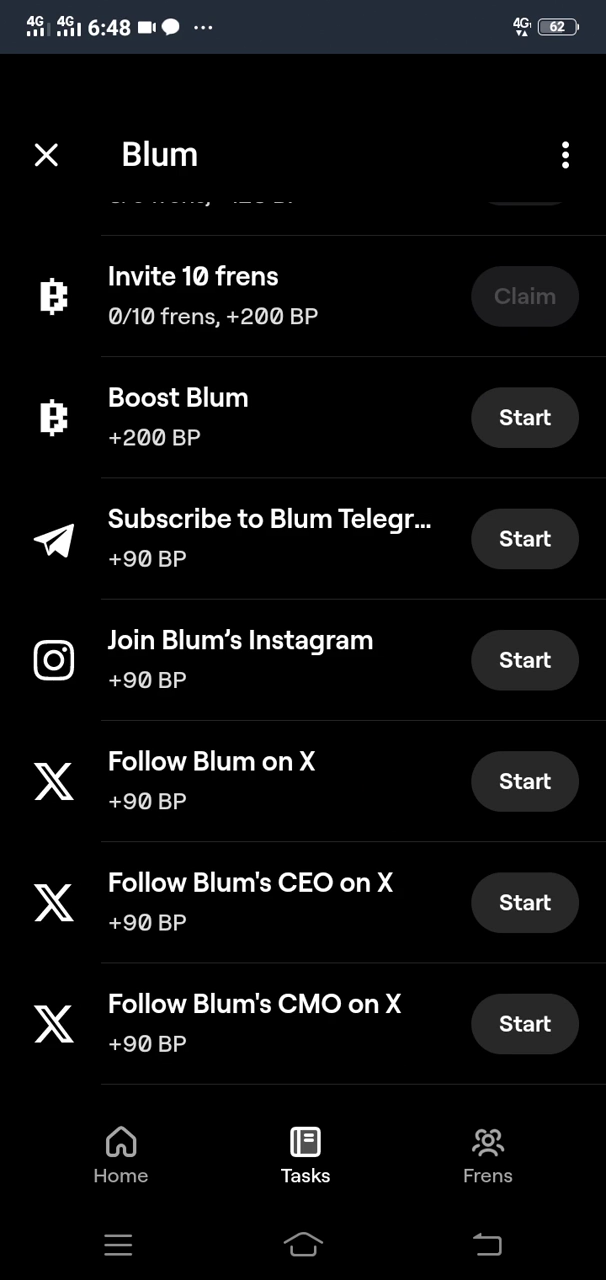 4G 4G 6:48 ...
4G 62
Blum
Invite 10 frens
0/10 frens, +200 BP
Claim
Boost Blum
+200 BP
Start
Subscribe to Blum Telegr...
+90 BP
Start
Join Blum’s Instagram
+90 BP
Start
Follow Blum on X
+90 BP
Start
Follow Blum's CEO on X
+90 BP
Start
Follow Blum's CMO on X
+90 BP
Start
Home
Tasks
Frens